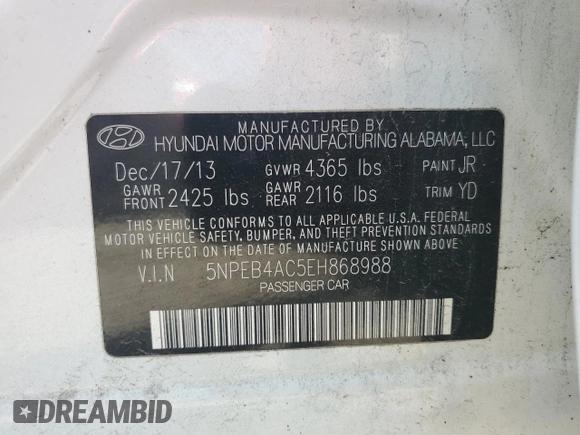 MANUFACTURED BY
HYUNDAI MOTOR MANUFACTURING ALABAMA, LLC
Dec/17/13 GVWR 4365 lbs PAINT JR
GAWR FRONT 2425 lbs GAWR REAR 2116 lbs TRIM YD
THIS VEHICLE CONFORMS TO ALL APPLICABLE U.S.A. FEDERAL
MOTOR VEHICLE SAFETY, BUMPER, AND THEFT PREVENTION
STANDARDS IN EFFECT ON THE DATE OF MANUFACTURE SHOWN ABOVE.
V.I.N 5NPEB4AC5EH868988
PASSENGER CAR
DREAMBID